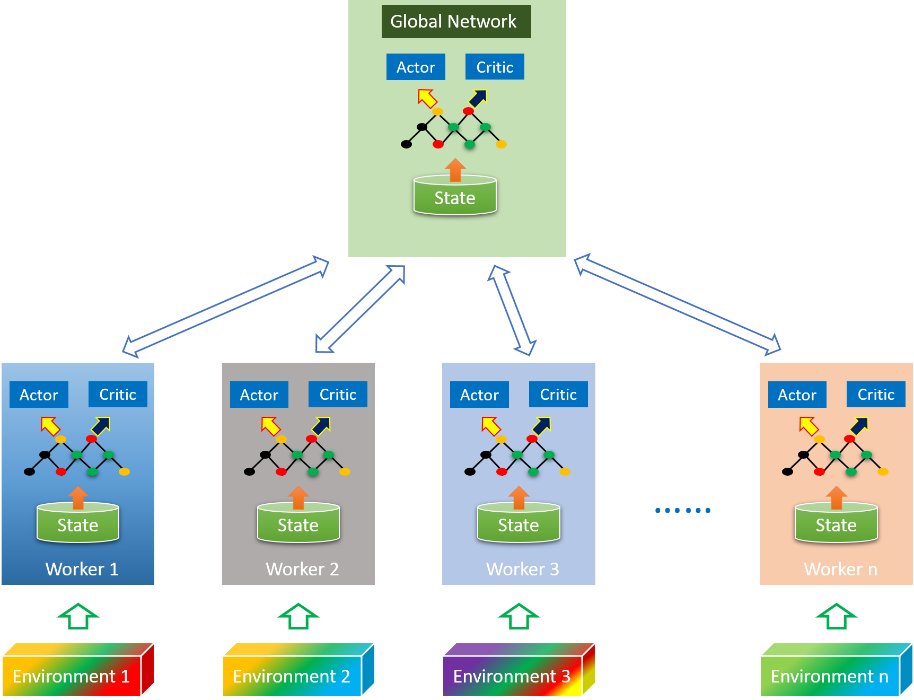 Global Network
Actor Critic
State
Actor Critic Actor Critic Actor Critic Actor Critic
State State State ...... State
Worker 1 Worker 2 Worker 3 Worker n
Environment 1 Environment 2 Environment 3 Environment n